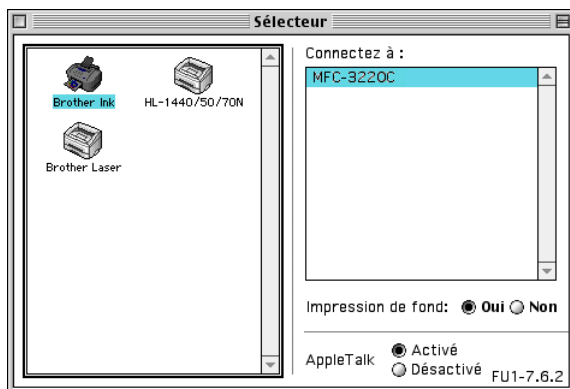 Sélecteur
Brother Ink
HL-1440/50/70N
Brother Laser
Connectez à :
MFC-3220C
Impression de fond: Oui Non
AppleTalk
Activé
Désactivé
FU1-7.6.2